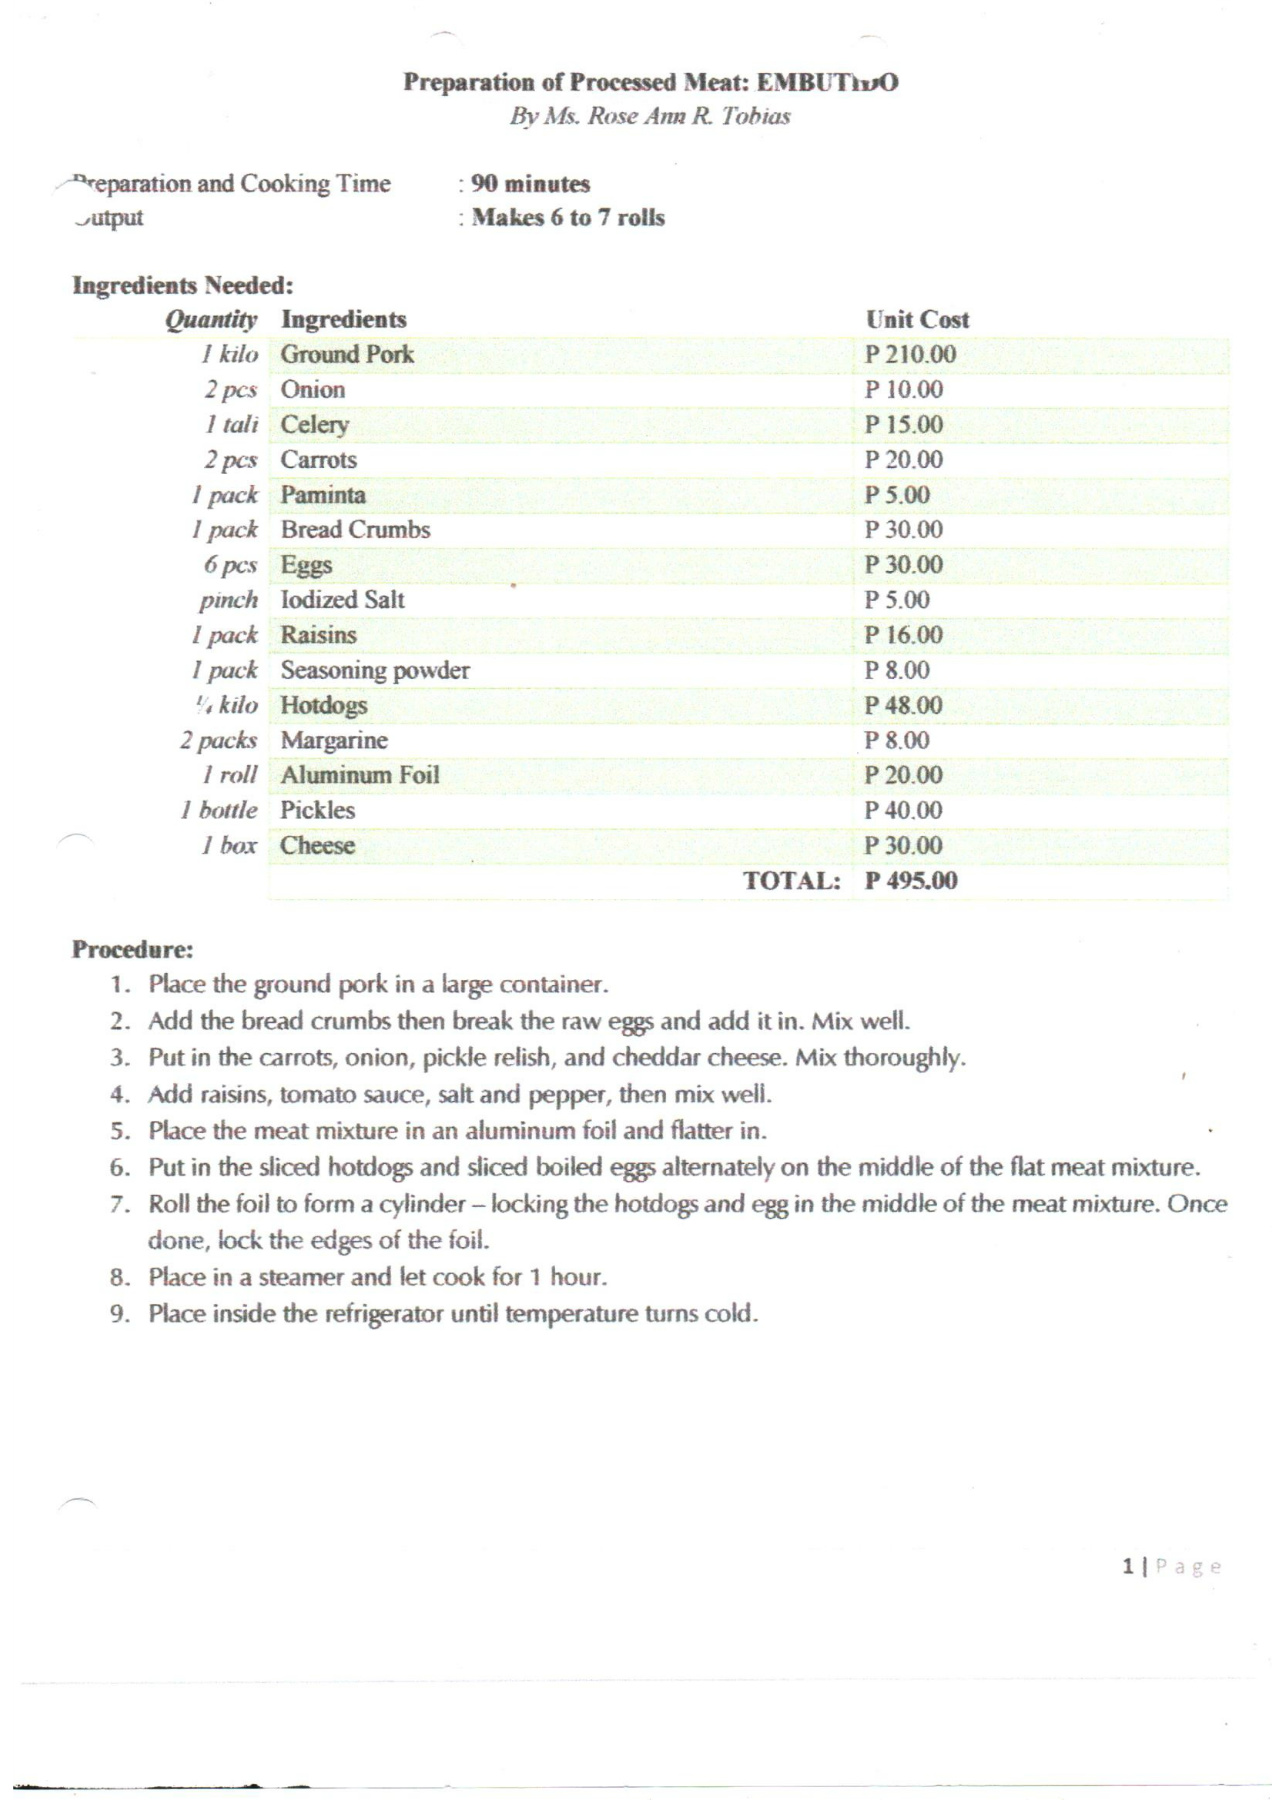 Preparation of Processed Meat:
By Ms. Rose Ann R. Tobias
Preparation and Cooking Time : 90 minutes
Output : Makes 6 to 7 rolls
Ingredients Needed:
Quantity Ingredients Unit Cost
1 kilo Ground Pork P 210.00
2 pcs Onion P 10.00
1 tali Celery P 15.00
2 pcs Carrots P 20.00
1 pack Paminta P 5.00
1 pack Bread Crumbs P 30.00
6 pcs Eggs P 30.00
pinch Iodized Salt P 5.00
1 pack Raisins P 16.00
1 pack Seasoning powder P 8.00
¼ kilo Hotdogs P 48.00
2 packs Margarine P 8.00
1 roll Aluminum Foil P 20.00
1 bottle Pickles P 40.00
1 box Cheese P 30.00
TOTAL: P 495.00
Procedure:
1. Place the ground pork in a large container.
2. Add the bread crumbs then break the raw eggs and add it in. Mix well.
3. Put in the carrots, onion, pickle relish, and cheddar cheese. Mix thoroughly.
4. Add raisins, tomato sauce, salt and pepper, then mix well.
5. Place the meat mixture in an aluminum foil and flatter in.
6. Put in the sliced hotdogs and sliced boiled eggs alternately on the middle of the flat meat mixture.
7. Roll the foil to form a cylinder – locking the hotdogs and egg in the middle of the meat mixture. Once
done, lock the edges of the foil.
8. Place in a steamer and let cook for 1 hour.
9. Place inside the refrigerator until temperature turns cold.
1 | Page